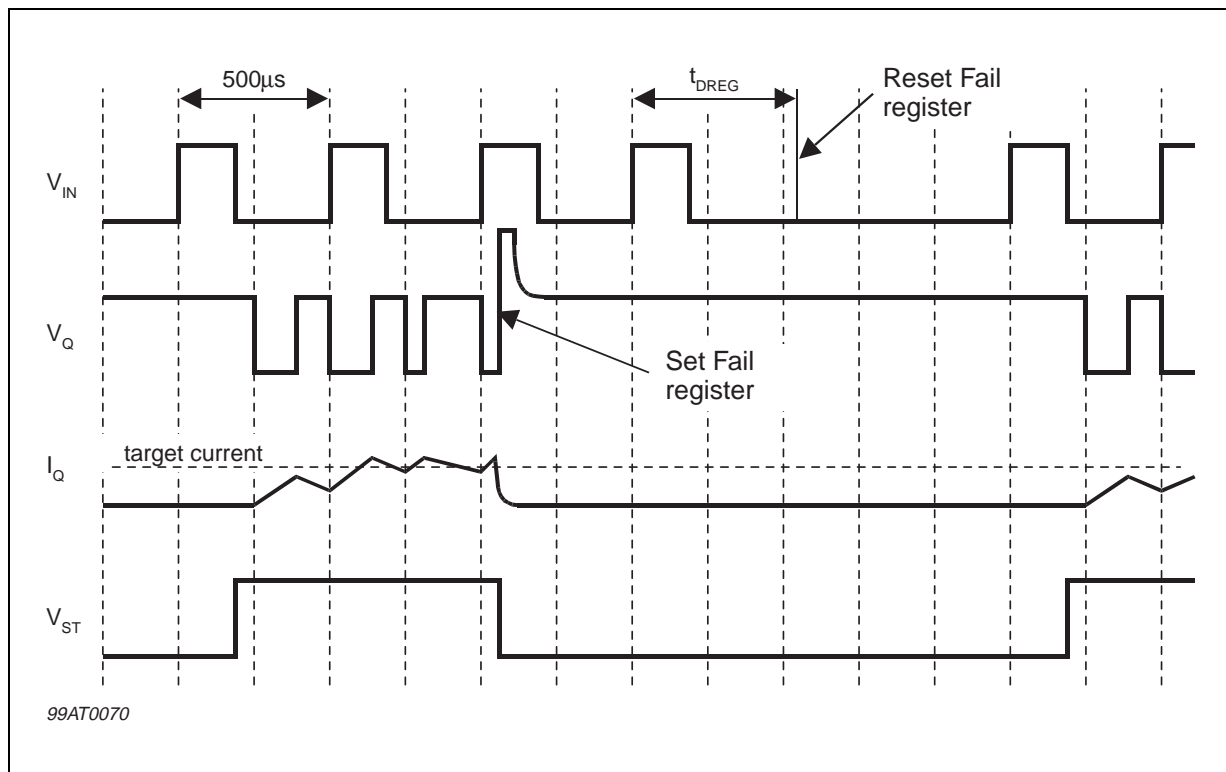 500µs
t_DREG
Reset Fail
register
V_IN
V_Q
Set Fail
register
target current
I_Q
V_ST
99AT0070